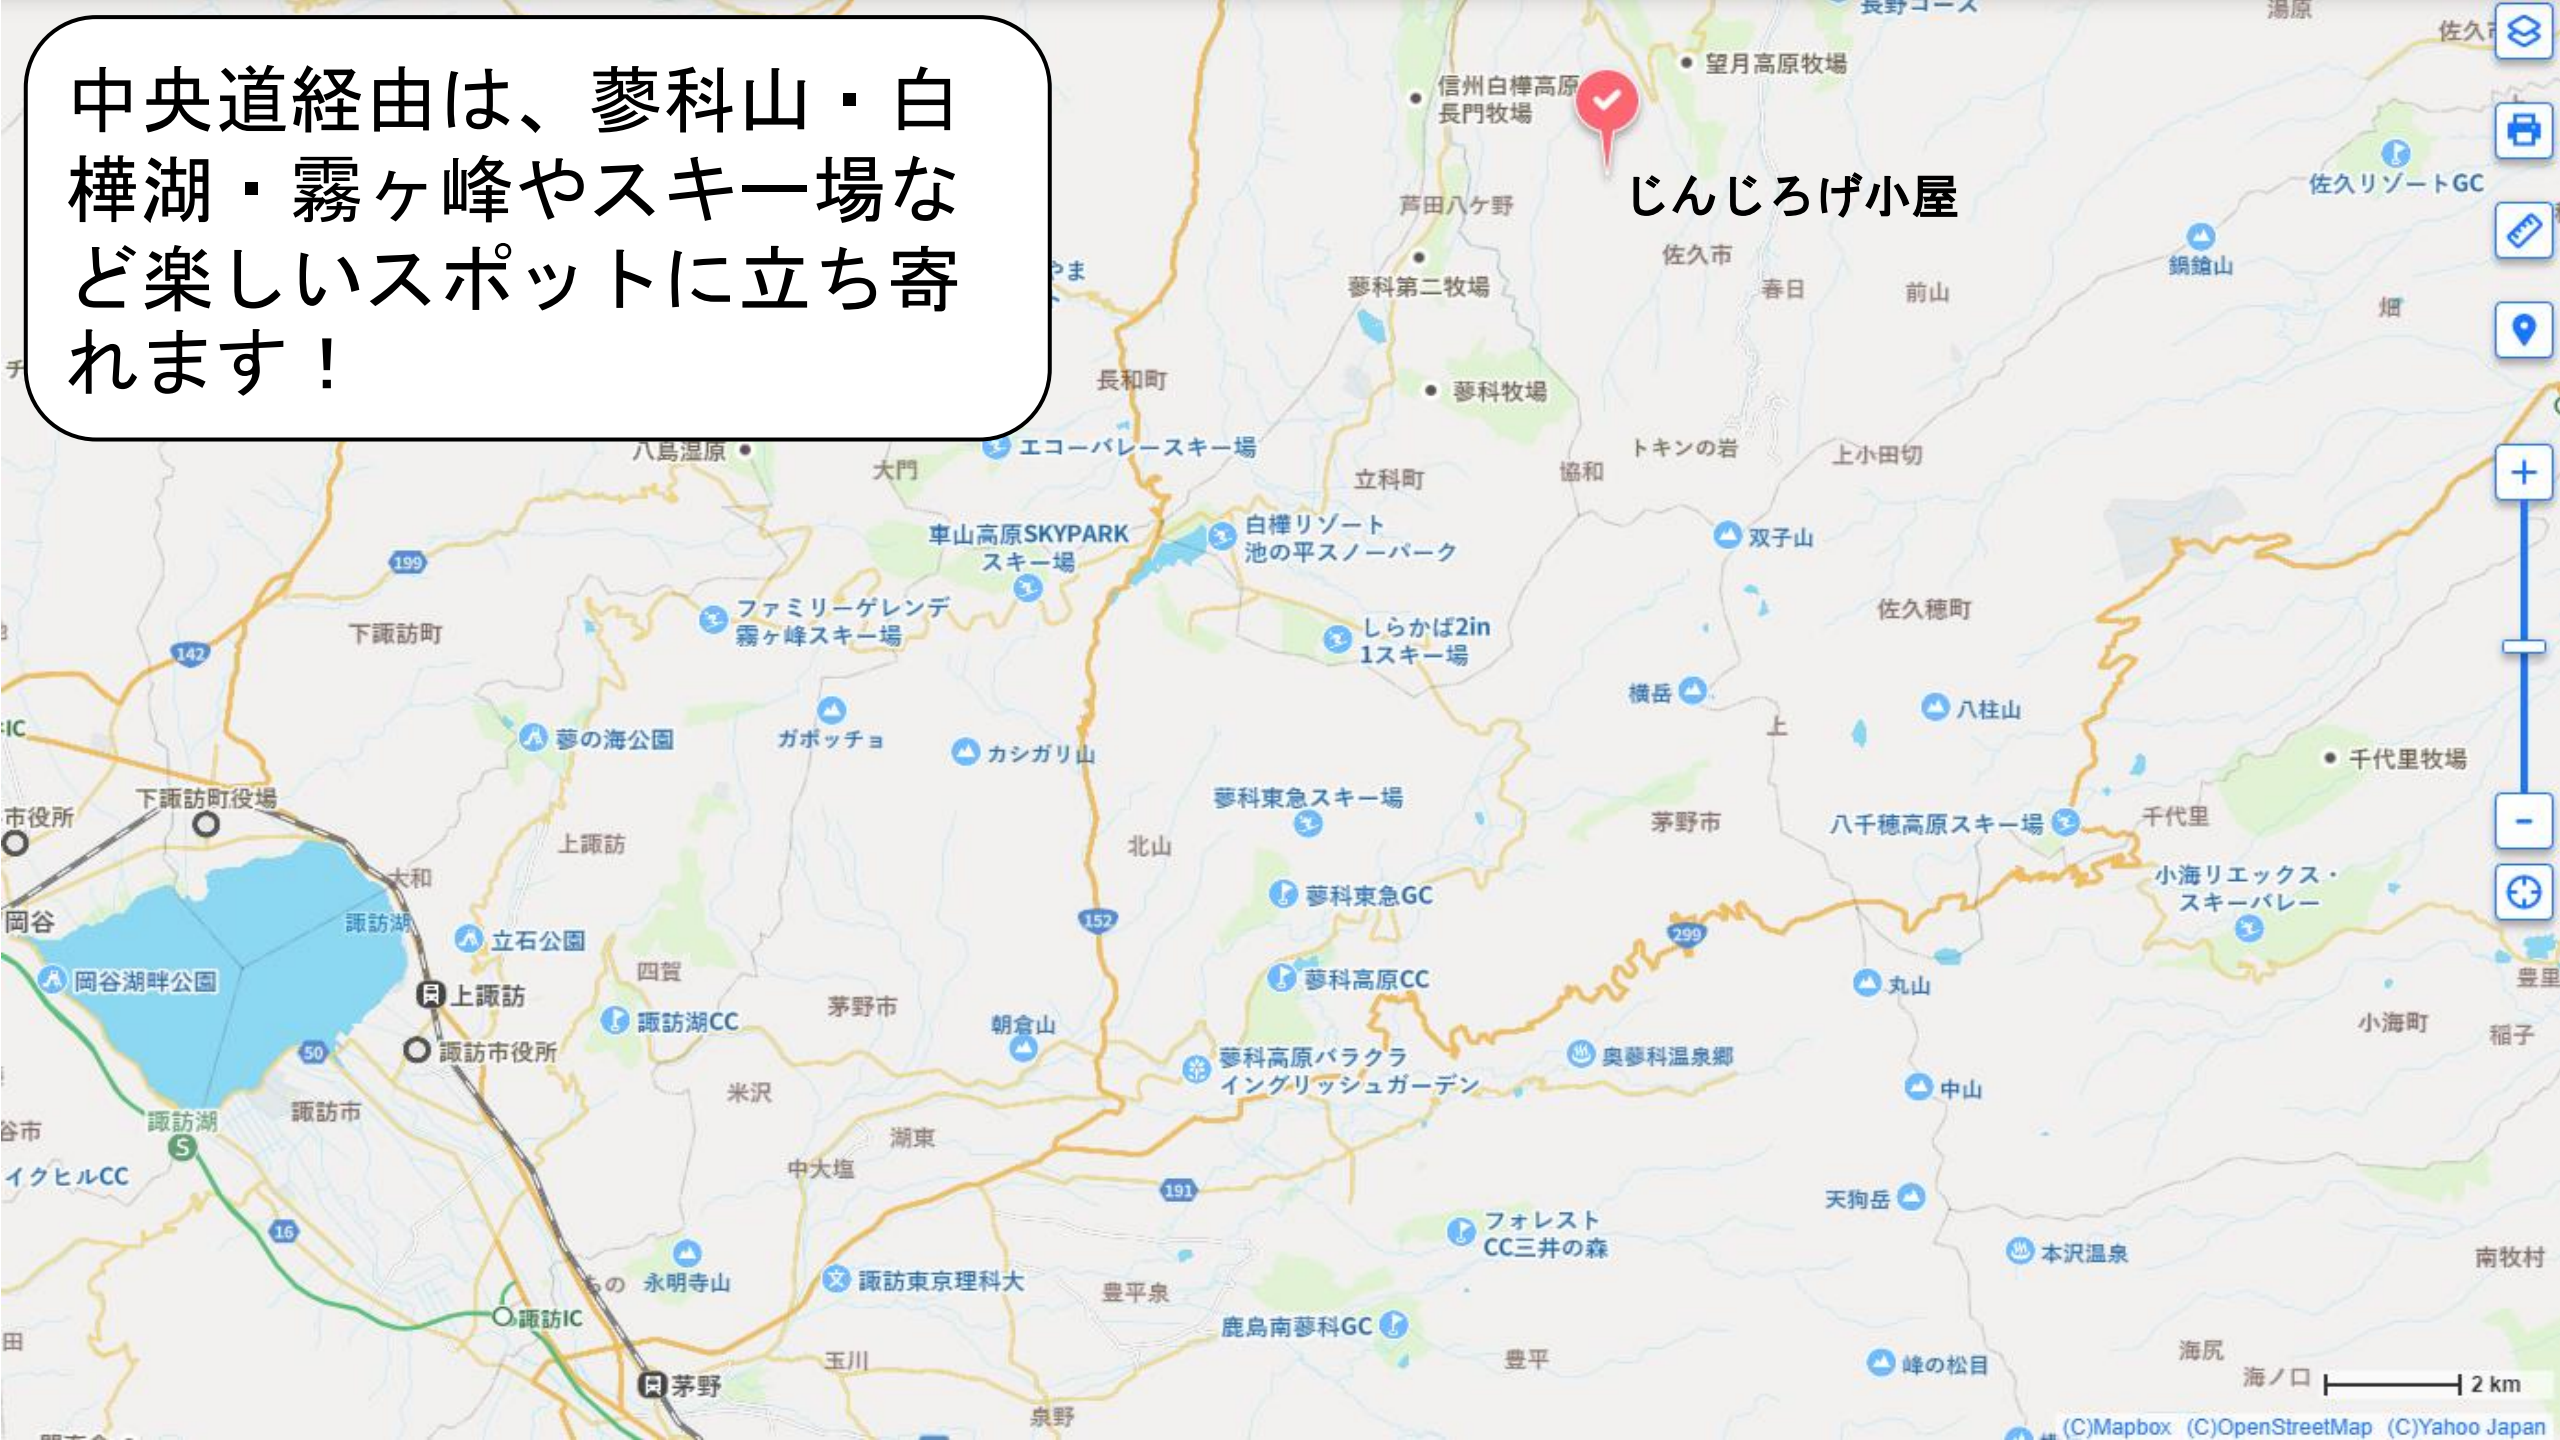 中央道経由は、蓼科山・白
樺湖・霧ヶ峰やスキー場な
ど楽しいスポットに立ち寄
れます！
長野コース
湯原
望月高原牧場
信州白樺高原
長門牧場
じんじろげ小屋
佐久リゾートGC
芦田八ケ野
佐久市
鍋鎗山
蓼科第二牧場
春日
前山
畑
長和町
蓼科牧場
八島湿原
エコーバレースキー場
トキンの岩
上小田切
大門
立科町
協和
車山高原SKYPARK
スキー場
白樺リゾート
池の平スノーパーク
双子山
199
ファミリーゲレンデ
霧ヶ峰スキー場
佐久穂町
下諏訪町
しらかば2in
1スキー場
142
横岳
八柱山
IC
上
蓼の海公園
ガボッチョ
カシガリ山
千代里牧場
下諏訪町役場
蓼科東急スキー場
市役所
茅野市
八千穂高原スキー場
千代里
上諏訪
北山
大和
小海リエックス・
スキーバレー
蓼科東急GC
岡谷
諏訪湖
152
299
立石公園
岡谷湖畔公園
四賀
蓼科高原CC
丸山
豊里
上諏訪
茅野市
諏訪湖CC
朝倉山
小海町
稲子
50
諏訪市役所
蓼科高原バラクラ
イングリッシュガーデン
奥蓼科温泉郷
米沢
中山
諏訪市
諏訪湖
谷市
湖東
中大塩
イクヒルCC
191
天狗岳
16
フォレスト
CC三井の森
本沢温泉
南牧村
永明寺山
諏訪東京理科大
豊平泉
諏訪IC
鹿島南蓼科GC
田
玉川
豊平
峰の松目
海尻
海ノ口
2 km
茅野
泉野
(C)Mapbox (C)OpenStreetMap (C)Yahoo Japan